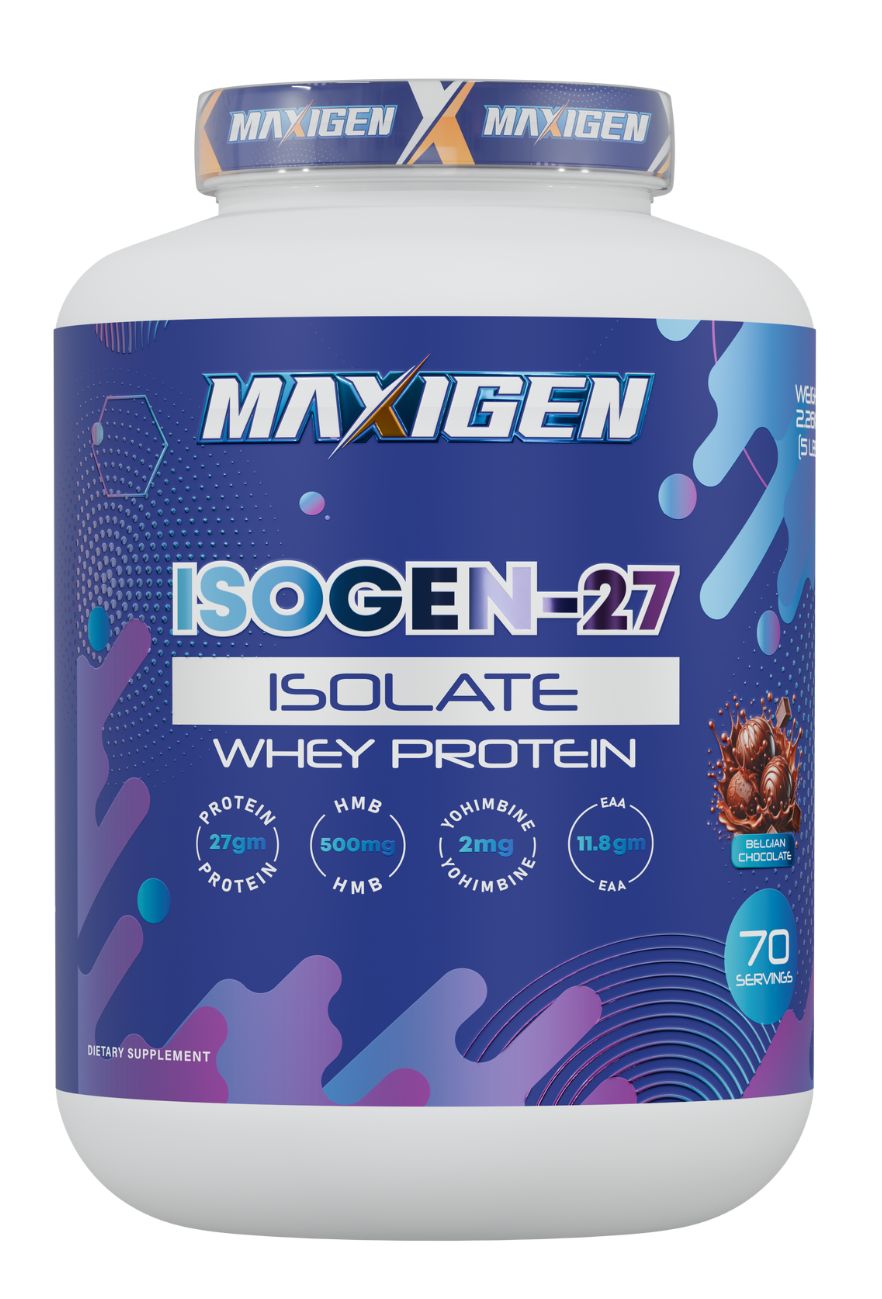 MAXIGEN MAXIGEN
MAXIGEN
ISOGEN-27
ISOLATE
WHEY PROTEIN
PROTEIN
27gm
PROTEIN
HMB
500mg
HMB
YOHIMBINE
2mg
YOHIMBINE
EAA
11.8gm
EAA
BELGIAN
CHOCOLATE
70
SERVINGS
DIETARY SUPPLEMENT